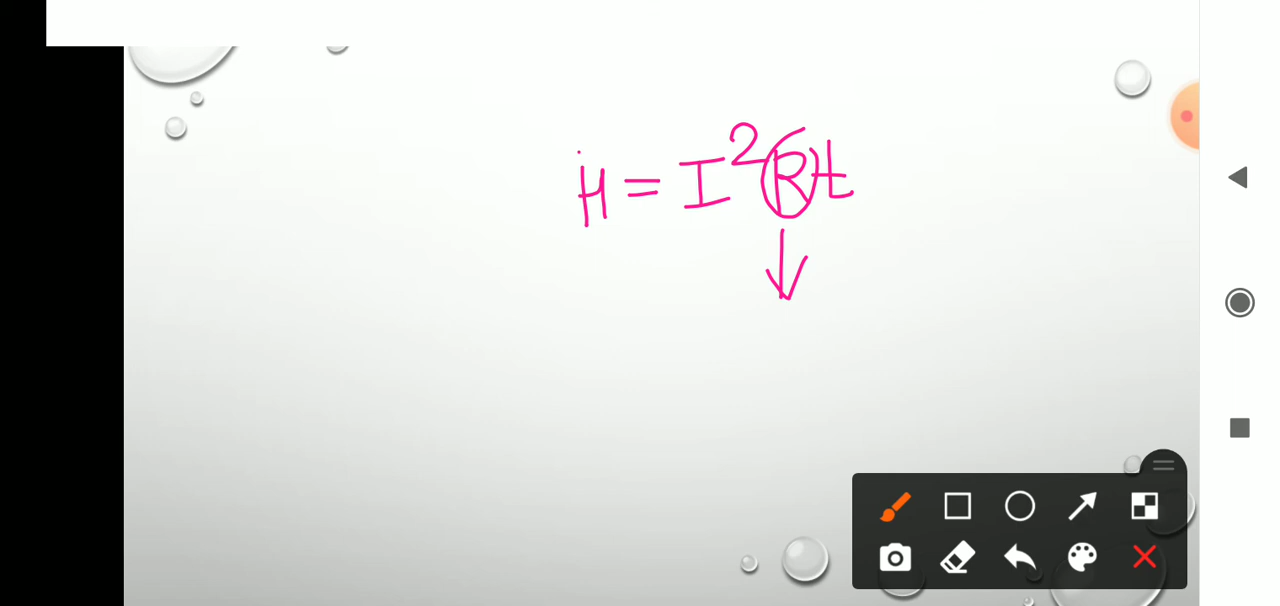 H = I²Rt